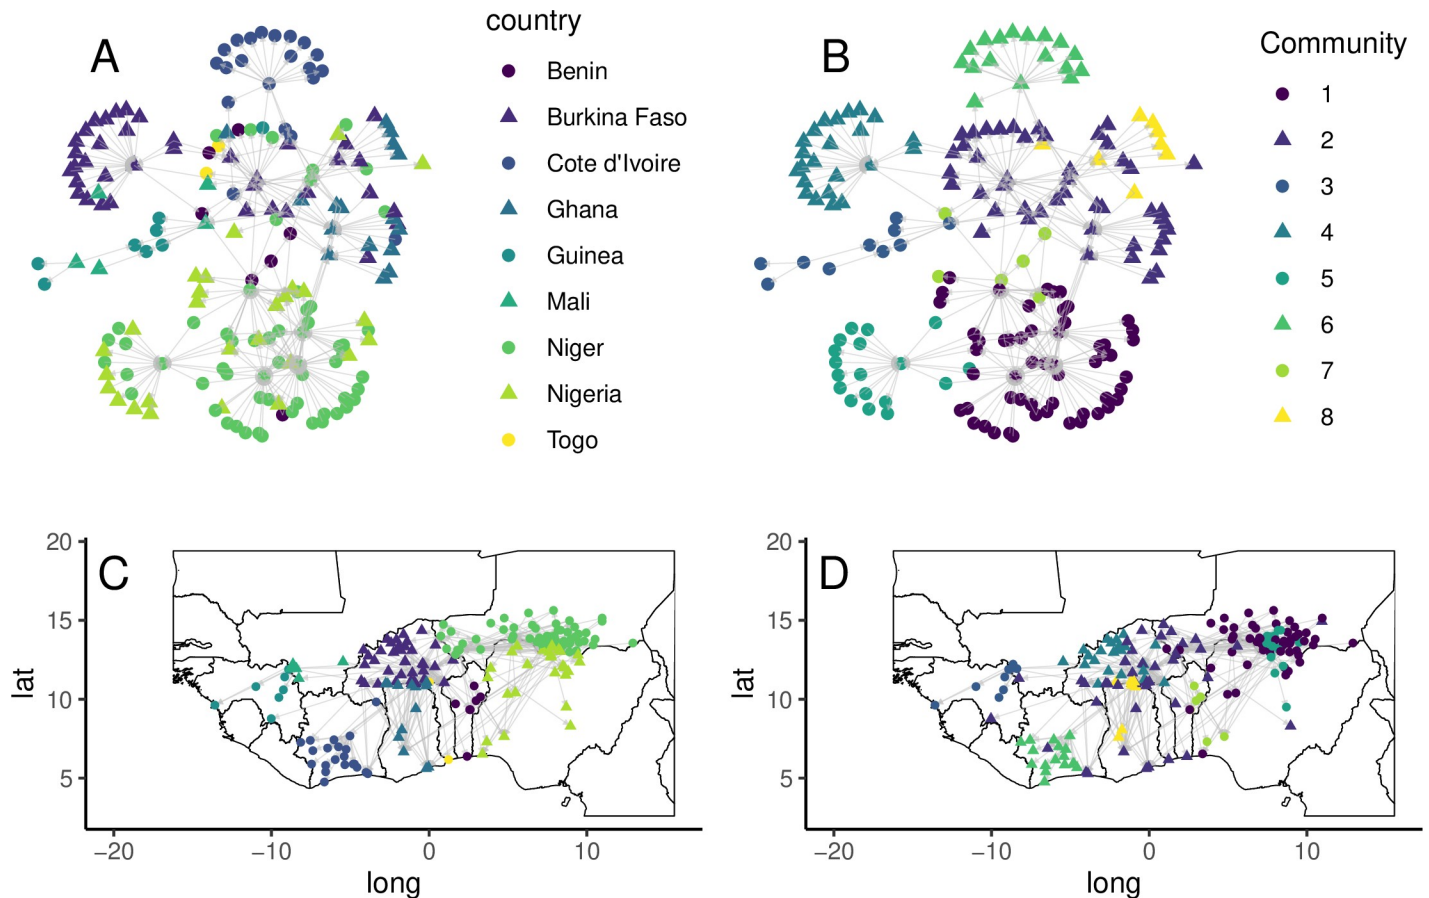 A
country
Benin
Burkina Faso
Cote d'Ivoire
Ghana
Guinea
Mali
Niger
Nigeria
Togo
B
Community
1
2
3
4
5
6
7
8
C
20
15
10
5
lat
−20
−10
0
10
long
D
20
15
10
5
lat
−20
−10
0
10
long